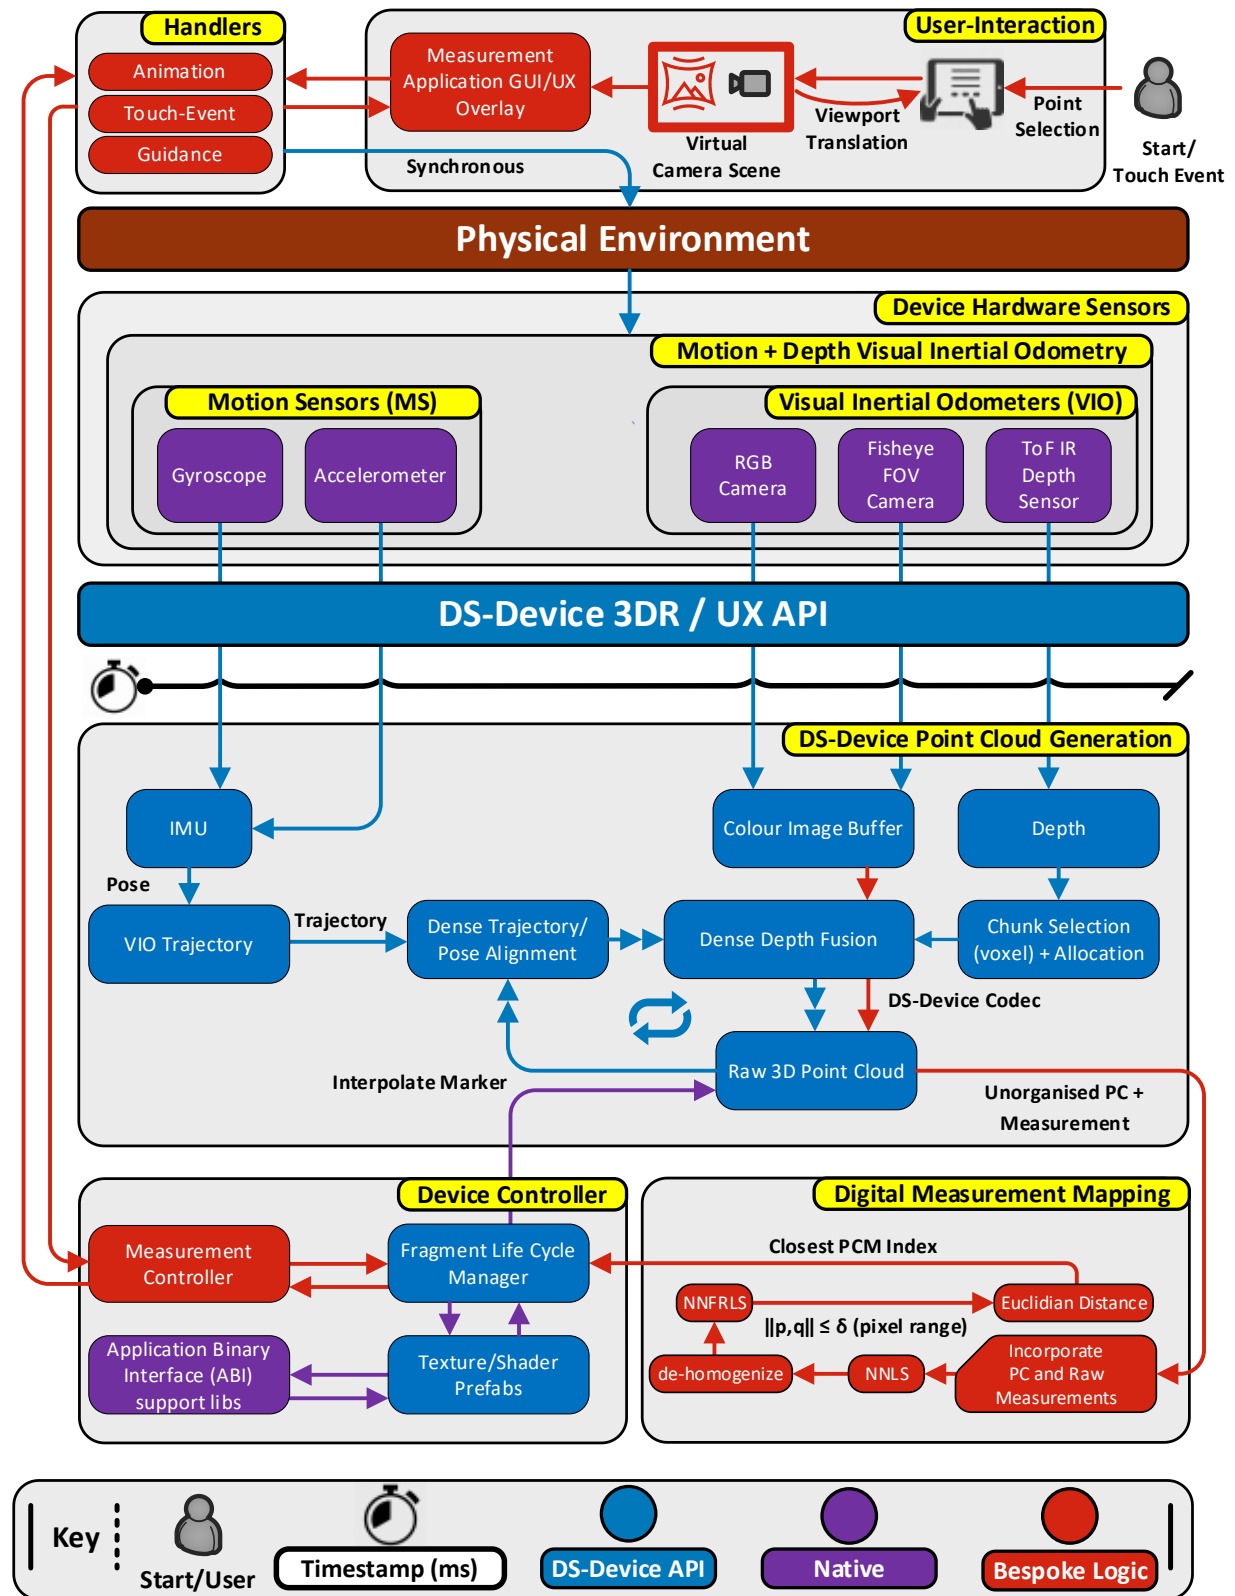 Handlers
User-Interaction
Animation
Touch-Event
Guidance
Measurement
Application GUI/UX
Overlay
Viewport
Translation
Point
Selection
Virtual
Camera Scene
Start/
Touch Event
Synchronous
Physical Environment
Device Hardware Sensors
Motion + Depth Visual Inertial Odometry
Motion Sensors (MS)
Visual Inertial Odometers (VIO)
Gyroscope
Accelerometer
RGB
Camera
Fisheye
FOV
Camera
ToF IR
Depth
Sensor
DS-Device 3DR / UX API
DS-Device Point Cloud Generation
IMU
Colour Image Buffer
Depth
Pose
VIO Trajectory
Trajectory
Dense Trajectory/
Pose Alignment
Dense Depth Fusion
Chunk Selection
(voxel) + Allocation
DS-Device Codec
Raw 3D Point Cloud
Interpolate Marker
Unorganised PC +
Measurement
Device Controller
Digital Measurement Mapping
Measurement
Controller
Fragment Life Cycle
Manager
Application Binary
Interface (ABI)
support libs
Texture/Shader
Prefabs
Closest PCM Index
NNFRLS
Euclidian Distance
||p,q|| ≤ δ (pixel range)
de-homogenize
NNLS
Incorporate
PC and Raw
Measurements
Key
Start/User
Timestamp (ms)
DS-Device API
Native
Bespoke Logic